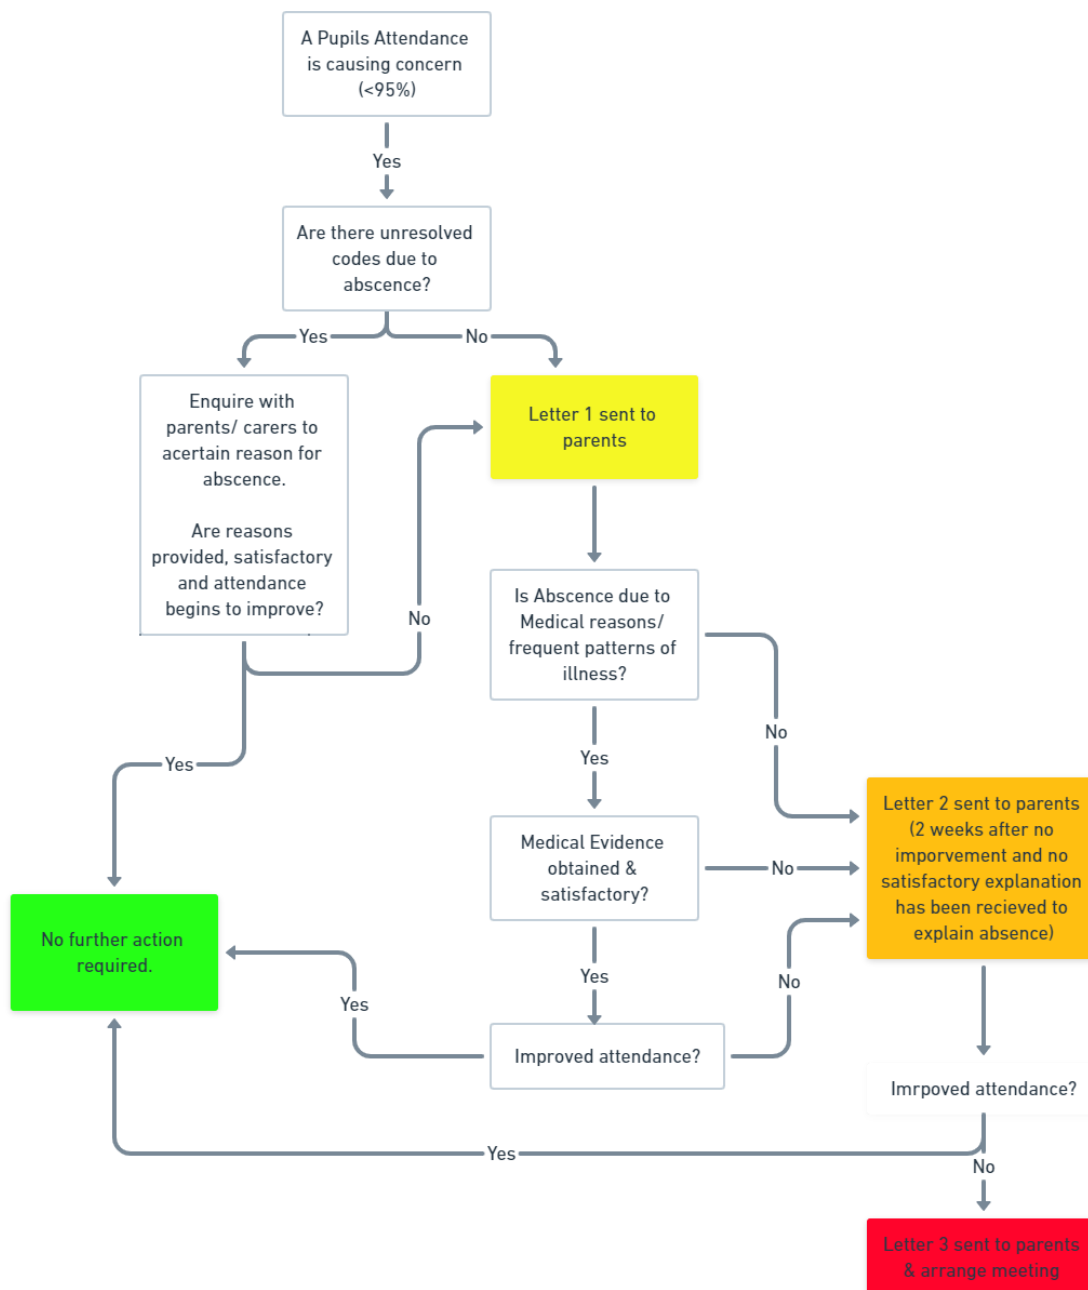 A Pupils Attendance
is causing concern
(<95%)
Yes
Are there unresolved
codes due to
abscence?
Yes
No
Enquire with
parents/ carers to
acertain reason for
abscence.
Are reasons
provided, satisfactory
and attendance
begins to improve?
Letter 1 sent to
parents
No
Is Abscence due to
Medical reasons/
frequent patterns of
illness?
No
Yes
Yes
Letter 2 sent to parents
(2 weeks after no
imporvement and no
satisfactory explanation
has been recieved to
explain absence)
Medical Evidence
obtained &
satisfactory?
No
No further action
required.
Yes
No
Yes
Improved attendance?
Imrpoved attendance?
Yes
No
Letter 3 sent to parents
& arrange meeting